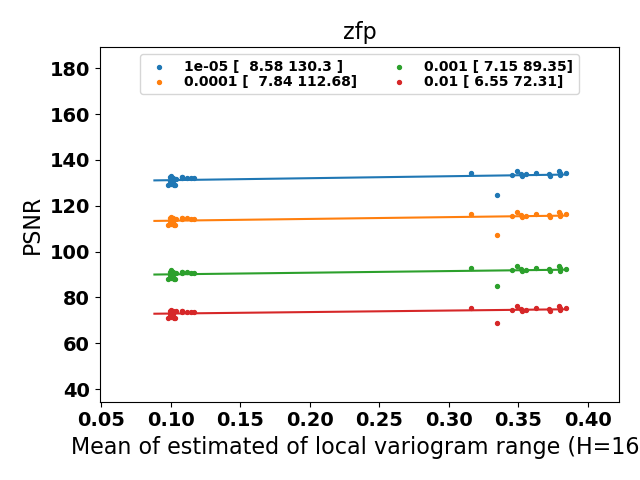 zfp
1e-05 [  8.58 130.3 ]
0.0001 [  7.84 112.68]
0.001 [ 7.15 89.35]
0.01 [ 6.55 72.31]
180
160
140
120
100
80
60
40
PSNR
0.05 0.10 0.15 0.20 0.25 0.30 0.35 0.40
Mean of estimated of local variogram range (H=16